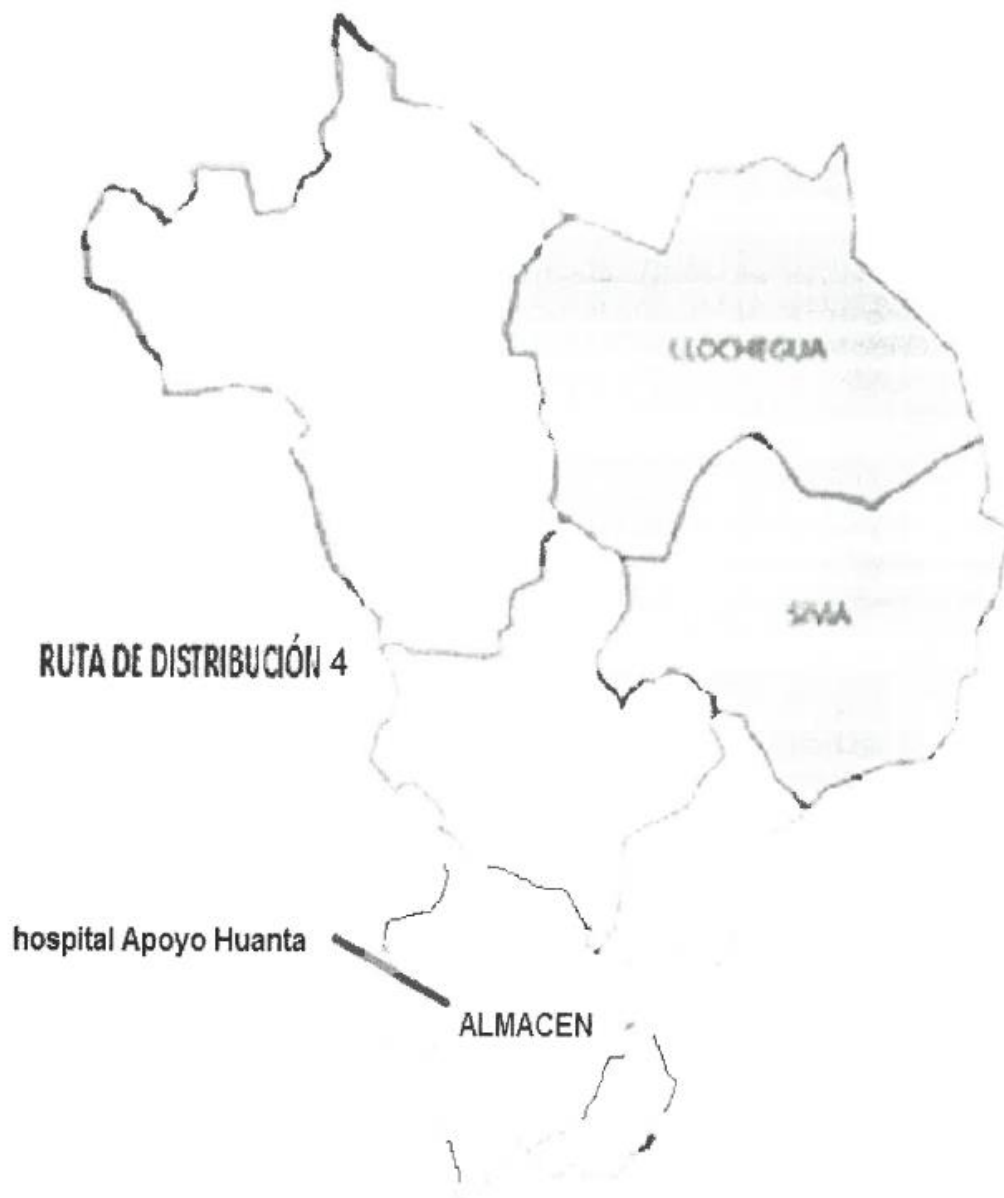 LLOCHEGUA
SIVIA
RUTA DE DISTRIBUCIÓN 4
hospital Apoyo Huanta
ALMACEN